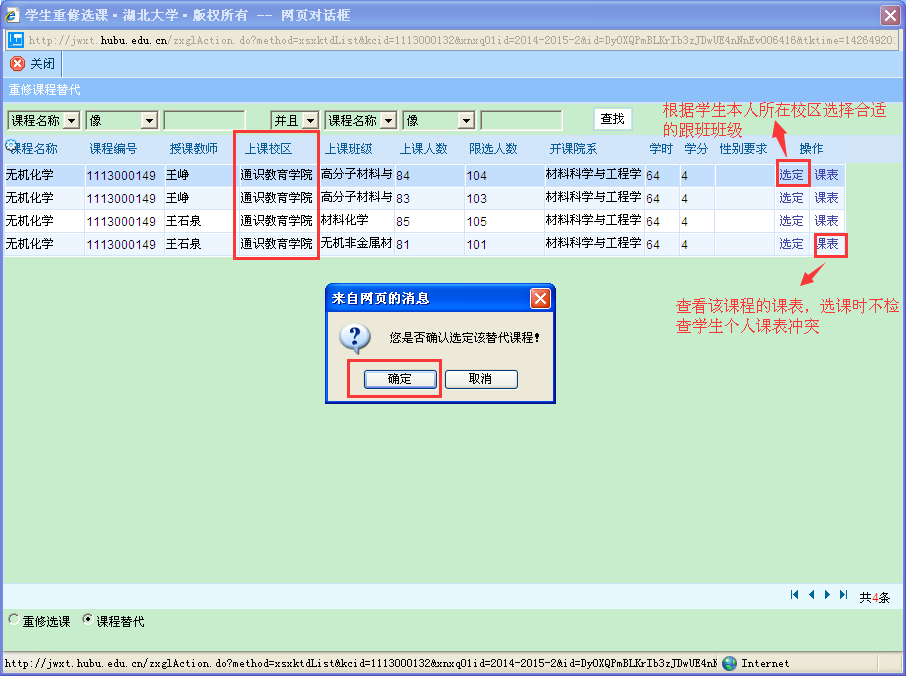 学生重修选课·湖北大学·版权所有 -- 网页对话框
http://jwxt.hubu.edu.cn/zxglAction.do?method=xsxktdList&kcid=1113000132&xnxq01id=2014-2015-2&id=DyOXQPmBLKrIb3zJDwUE4nNnEv006416&tktime=142649201
关闭
重修课程替代
课程名称 像 并且 课程名称 像 查找
根据学生本人所在校区选择合适
的跟班班级
课程名称 课程编号 授课教师 上课校区 上课班级 上课人数 限选人数 开课院系 学时 学分 性别要求 操作
无机化学 1113000149 王峥 通识教育学院 高分子材料与 84 104 材料科学与工程学 64 4 选定 课表
无机化学 1113000149 王峥 通识教育学院 高分子材料与 83 103 材料科学与工程学 64 4 选定 课表
无机化学 1113000149 王石泉 通识教育学院 材料化学 85 105 材料科学与工程学 64 4 选定 课表
无机化学 1113000149 王石泉 通识教育学院 无机非金属材 81 101 材料科学与工程学 64 4 选定 课表
查看该课程的课表，选课时不检
查学生个人课表冲突
来自网页的消息
您是否确认选定该替代课程!
确定 取消
共4条
重修选课 课程替代
http://jwxt.hubu.edu.cn/zxglAction.do?method=xsxktdList&kcid=1113000132&xnxq01id=2014-2015-2&id=DyOXQPmBLKrIb3zJDwUE4nN Internet